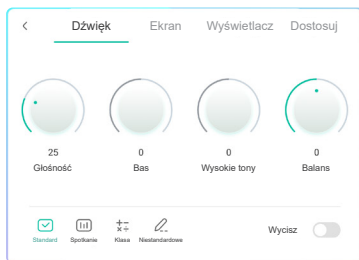 Dźwięk Ekran Wyświetlacz Dostosuj
25 0 0 0
Głośność Bas Wysokie tony Balans
Standard Spotkanie Klasa Niestandardowe Wycisz